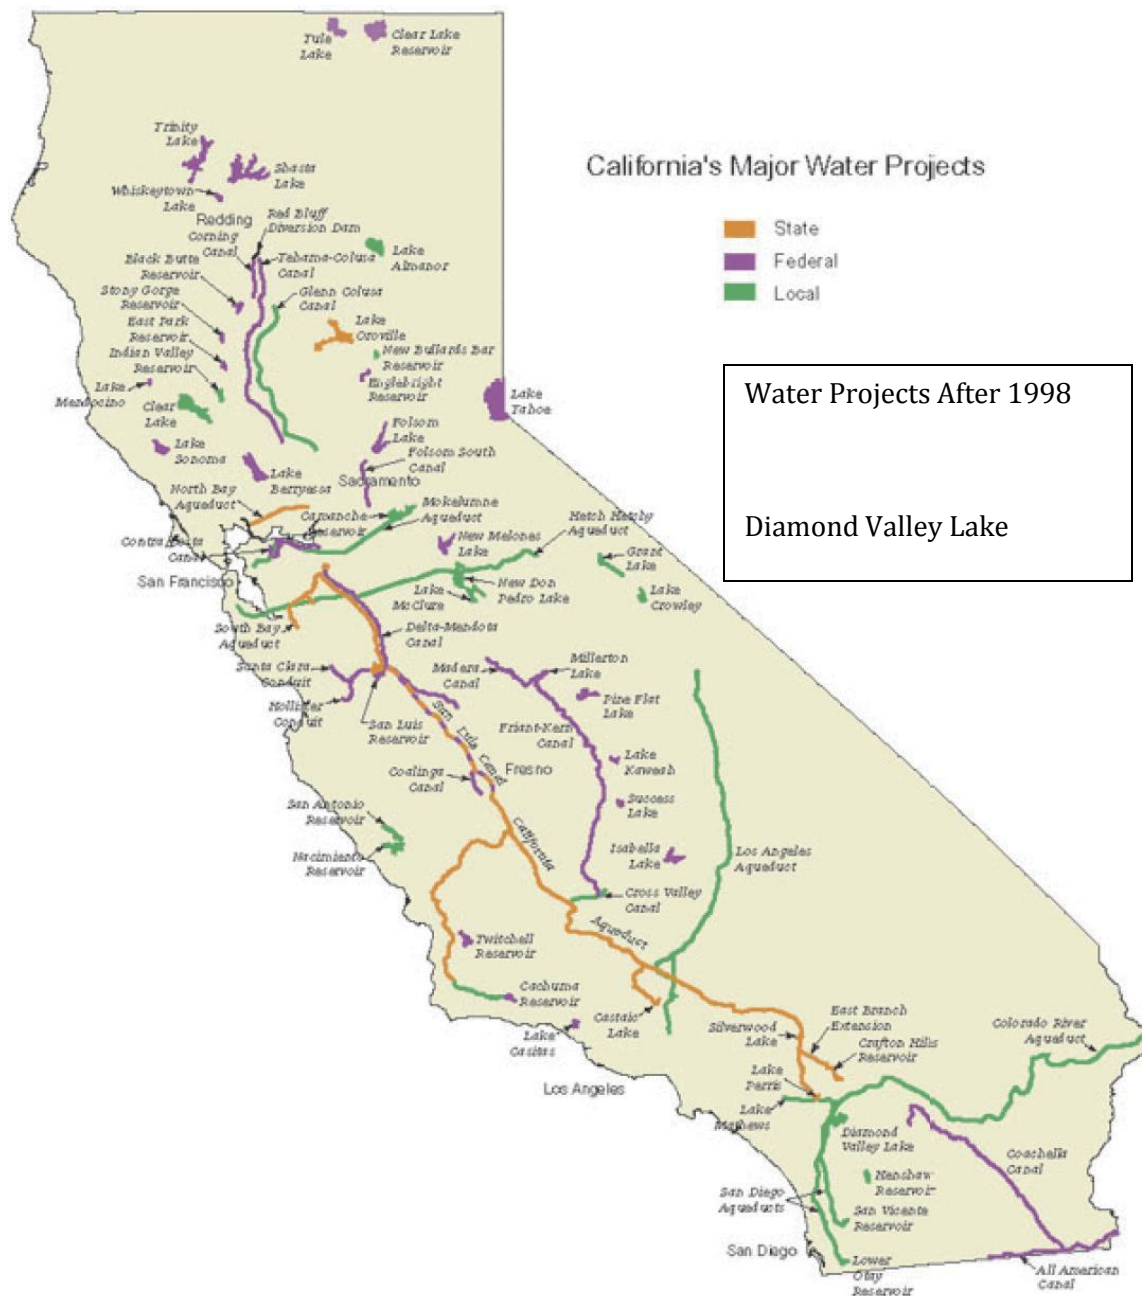 Tule
Lake
Clear Lake
Reservoir
Trinity
Lake
Shasta
Lake
Whiskeytown
Lake
California's Major Water Projects
State
Federal
Local
Water Projects After 1998
Diamond Valley Lake
Redding
Red Bluff
Diversion Dam
Corning
Canal
Tehama-Colusa
Canal
Lake
Almanor
Black Butte
Reservoir
Stony Gorge
Reservoir
Glenn Colusa
Canal
East Park
Reservoir
Lake
Oroville
Indian Valley
Reservoir
New Bullards Bar
Reservoir
Englebright
Reservoir
Lake
Mendocino
Clear
Lake
Lake
Tahoe
Lake
Sonoma
Folsom
Lake
Folsom South
Canal
Lake
Berryessa
Sacramento
North Bay
Aqueduct
Camanche
Reservoir
Mokelumne
Aqueduct
Hetch Hetchy
Aqueduct
Contra Costa
Canal
New Melones
Lake
Grant
Lake
San Francisco
New Don
Pedro Lake
Lake
McClure
Lake
Crowley
South Bay
Aqueduct
Delta-Mendota
Canal
Santa Clara
Conduit
Madera
Canal
Millerton
Lake
Hollister
Conduit
San Luis
Reservoir
San Luis Canal
Pine Flat
Lake
Friant-Kern
Canal
Coalinga
Canal
Fresno
Lake
Kaweah
San Antonio
Reservoir
Success
Lake
Nacimiento
Reservoir
California
Isabella
Lake
Los Angeles
Aqueduct
Cross Valley
Canal
Aqueduct
Twitchell
Reservoir
Cachuma
Reservoir
Castaic
Lake
Lake
Casitas
Silverwood
Lake
East Branch
Extension
Crafton Hills
Reservoir
Colorado River
Aqueduct
Los Angeles
Lake
Perris
Lake
Mathews
Diamond
Valley Lake
Coachella
Canal
Henshaw
Reservoir
San Diego
Aqueducts
San Vicente
Reservoir
San Diego
Lower
Otay
Reservoir
All American
Canal